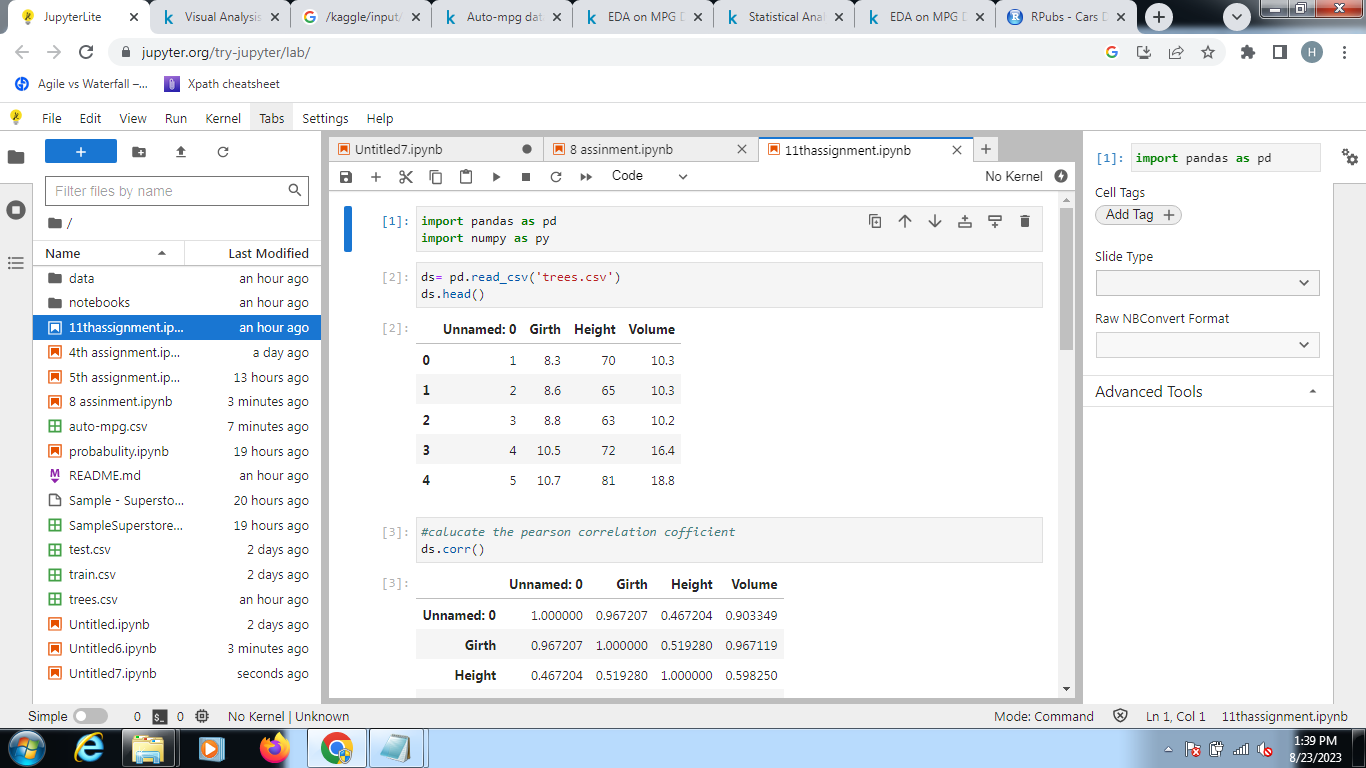 JupyterLite
Visual Analysis
/kaggle/input/
Auto-mpg dat
EDA on MPG D
Statistical Anal
EDA on MPG D
RPubs - Cars D
jupyter.org/try-jupyter/lab/
H
Agile vs Waterfall –...
Xpath cheatsheet
File Edit View Run Kernel Tabs Settings Help
Filter files by name
/
Name Last Modified
data an hour ago
notebooks an hour ago
11thassignment.ip... an hour ago
4th assignment.ip... a day ago
5th assignment.ip... 13 hours ago
8 assinment.ipynb 3 minutes ago
auto-mpg.csv 7 minutes ago
probabulity.ipynb 19 hours ago
README.md an hour ago
Sample - Supersto... 20 hours ago
SampleSuperstore... 19 hours ago
test.csv 2 days ago
train.csv 2 days ago
trees.csv an hour ago
Untitled.ipynb 2 days ago
Untitled6.ipynb 3 minutes ago
Untitled7.ipynb seconds ago
Untitled7.ipynb
8 assinment.ipynb
11thassignment.ipynb
Code
No Kernel
[1]: import pandas as pd
import numpy as py
[2]: ds= pd.read_csv('trees.csv')
ds.head()
[2]: Unnamed: 0 Girth Height Volume
0 1 8.3 70 10.3
1 2 8.6 65 10.3
2 3 8.8 63 10.2
3 4 10.5 72 16.4
4 5 10.7 81 18.8
[3]: #calucate the pearson correlation cofficient
ds.corr()
[3]: Unnamed: 0 Girth Height Volume
Unnamed: 0 1.000000 0.967207 0.467204 0.903349
Girth 0.967207 1.000000 0.519280 0.967119
Height 0.467204 0.519280 1.000000 0.598250
[1]: import pandas as pd
Cell Tags
Add Tag
Slide Type
Raw NBConvert Format
Advanced Tools
Simple 0 0 No Kernel | Unknown
Mode: Command Ln 1, Col 1 11thassignment.ipynb
1:39 PM
8/23/2023